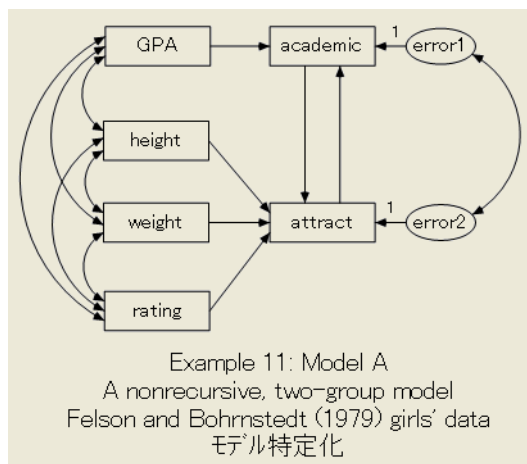 GPA
academic
1
error1
height
weight
attract
1
error2
rating
Example 11: Model A
A nonrecursive, two-group model
Felson and Bohrnstedt (1979) girls' data
モデル特定化